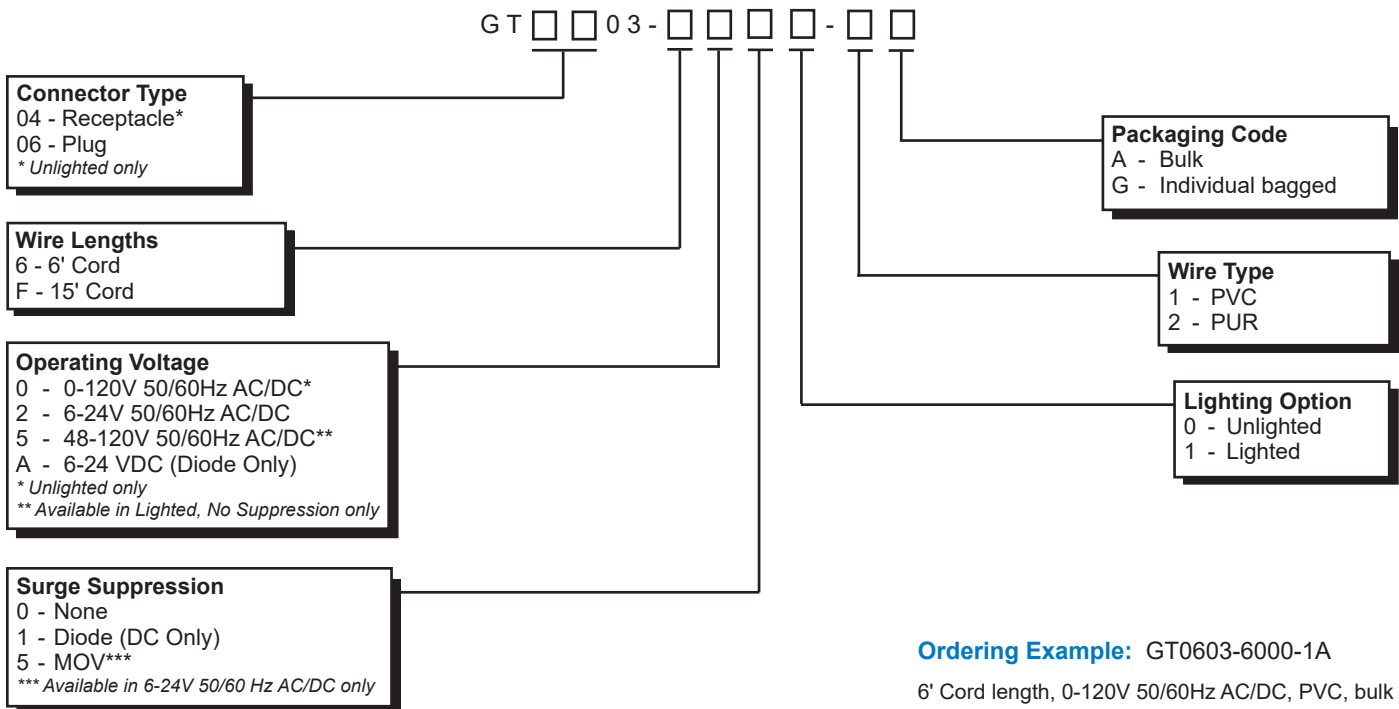 GT□□03-□□□□-□□
Connector Type
04 - Receptacle*
06 - Plug
* Unlighted only
Wire Lengths
6 - 6' Cord
F - 15' Cord
Operating Voltage
0 - 0-120V 50/60Hz AC/DC*
2 - 6-24V 50/60Hz AC/DC
5 - 48-120V 50/60Hz AC/DC**
A - 6-24 VDC (Diode Only)
* Unlighted only
** Available in Lighted, No Suppression only
Surge Suppression
0 - None
1 - Diode (DC Only)
5 - MOV***
*** Available in 6-24V 50/60 Hz AC/DC only
Packaging Code
A - Bulk
G - Individual bagged
Wire Type
1 - PVC
2 - PUR
Lighting Option
0 - Unlighted
1 - Lighted
Ordering Example: GT0603-6000-1A
6' Cord length, 0-120V 50/60Hz AC/DC, PVC, bulk